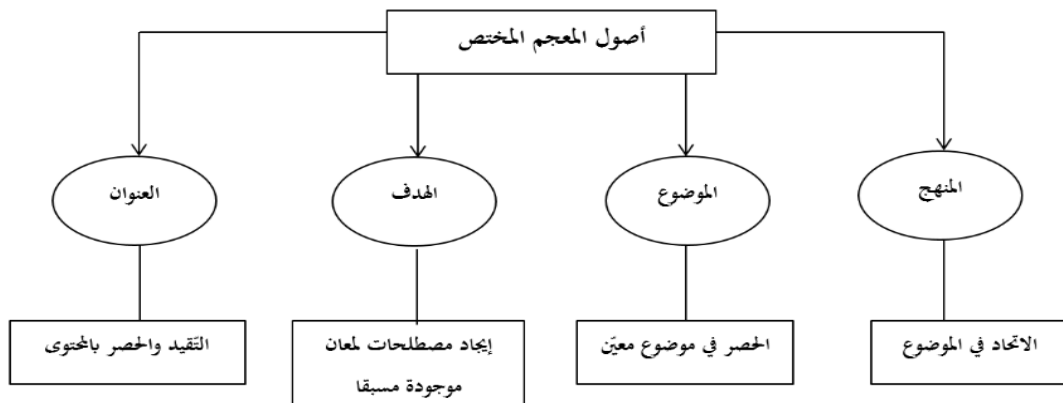 أصول المعجم المختص
المنهج
الموضوع
الهدف
العنوان
الاتحاد في الموضوع
الحصر في موضوع معيّن
إيجاد مصطلحات لمعان
موجودة مسبقا
التّقيد والحصر بالمحتوى